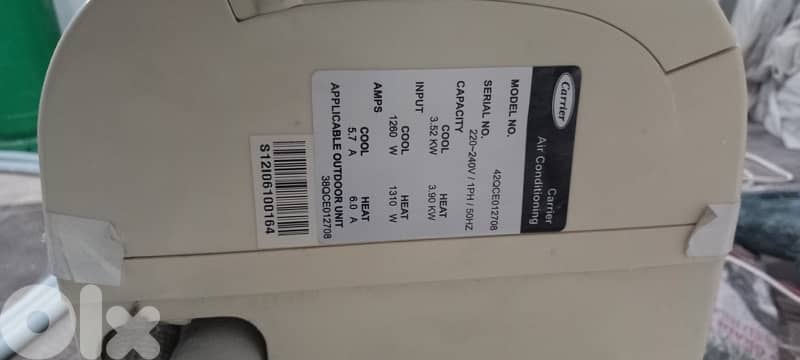 Carrier
Carrier
Air Conditioning
MODEL NO. 42QCE012708
SERIAL NO. 220~240V / 1PH / 50HZ
CAPACITY COOL HEAT
3.52 KW 3.90 KW
INPUT COOL HEAT
1260 W 1310 W
AMPS COOL HEAT
5.7 A 6.0 A
APPLICABLE OUTDOOR UNIT 38QCE012708
S12I06100164
olx